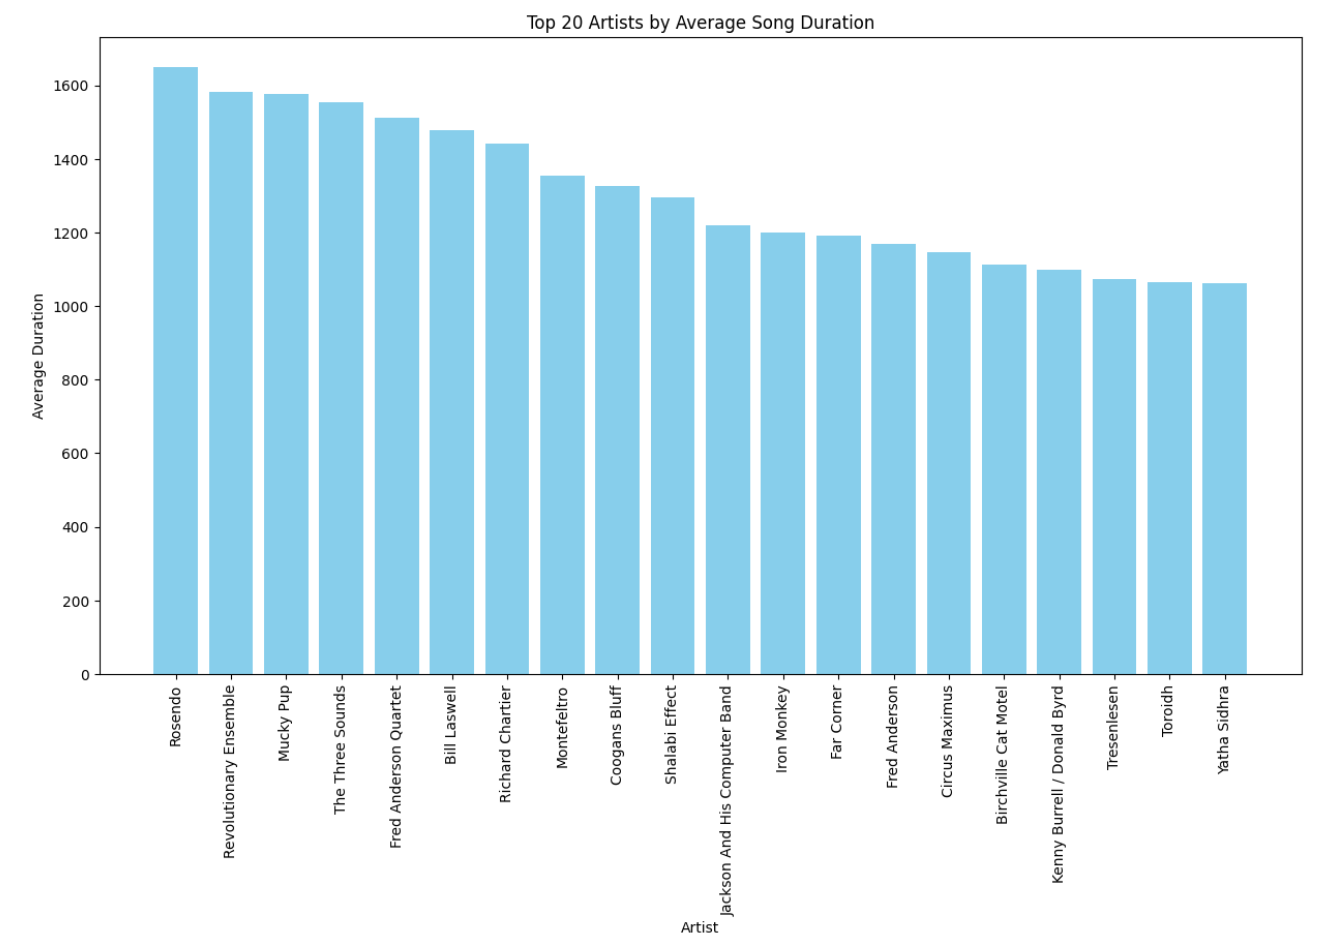 Top 20 Artists by Average Song Duration
Average Duration
1600
1400
1200
1000
800
600
400
200
0
Rosendo
Revolutionary Ensemble
Mucky Pup
The Three Sounds
Fred Anderson Quartet
Bill Laswell
Richard Chartier
Montefeltro
Coogans Bluff
Shalabi Effect
Jackson And His Computer Band
Iron Monkey
Far Corner
Fred Anderson
Circus Maximus
Birchville Cat Motel
Kenny Burrell / Donald Byrd
Tresenlesen
Toroidh
Yatha Sidhra
Artist